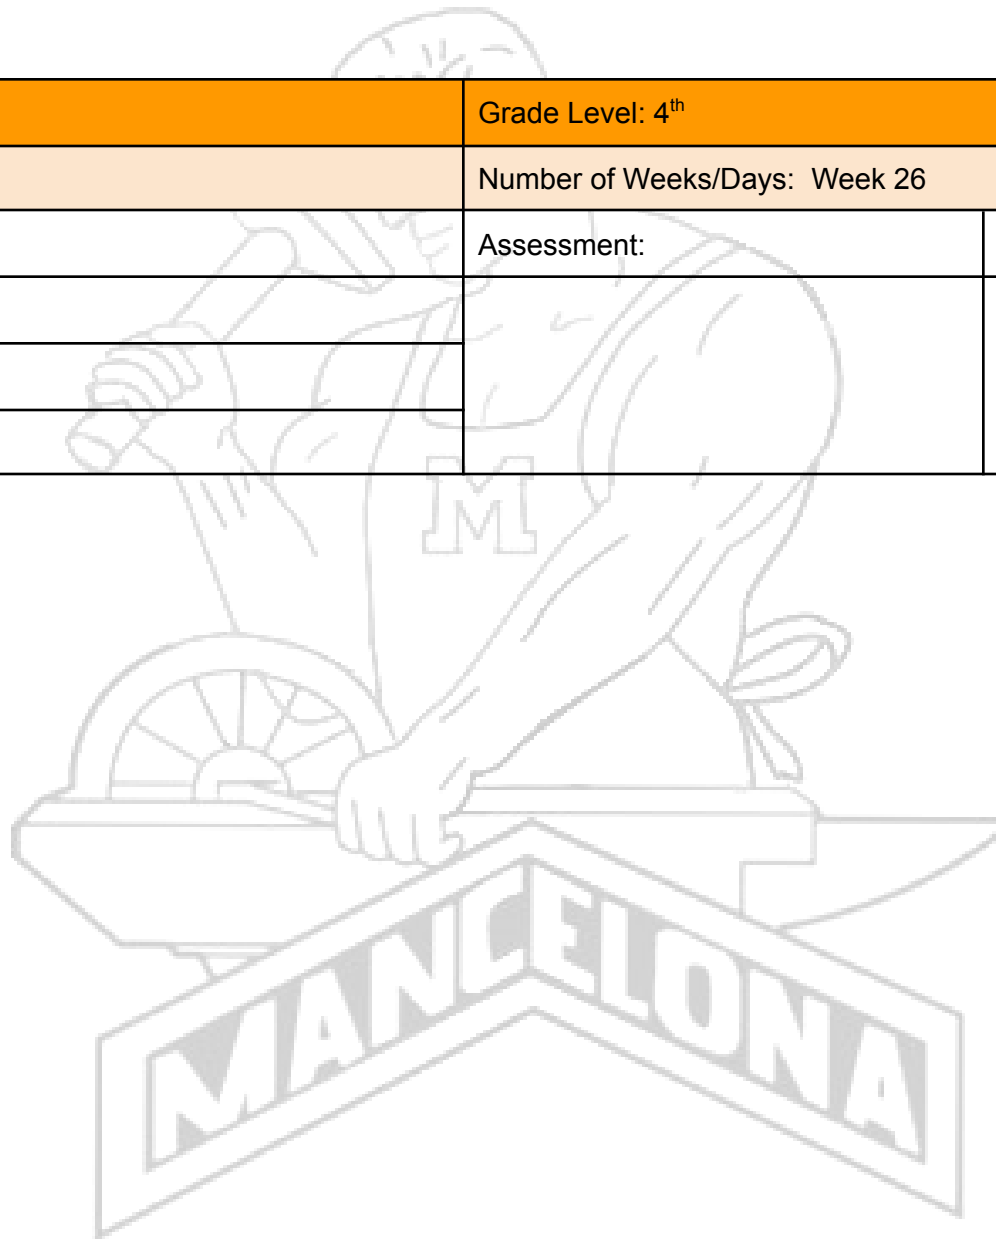 Grade Level: 4th
Number of Weeks/Days: Week 26
Assessment:
M
MANCELONA